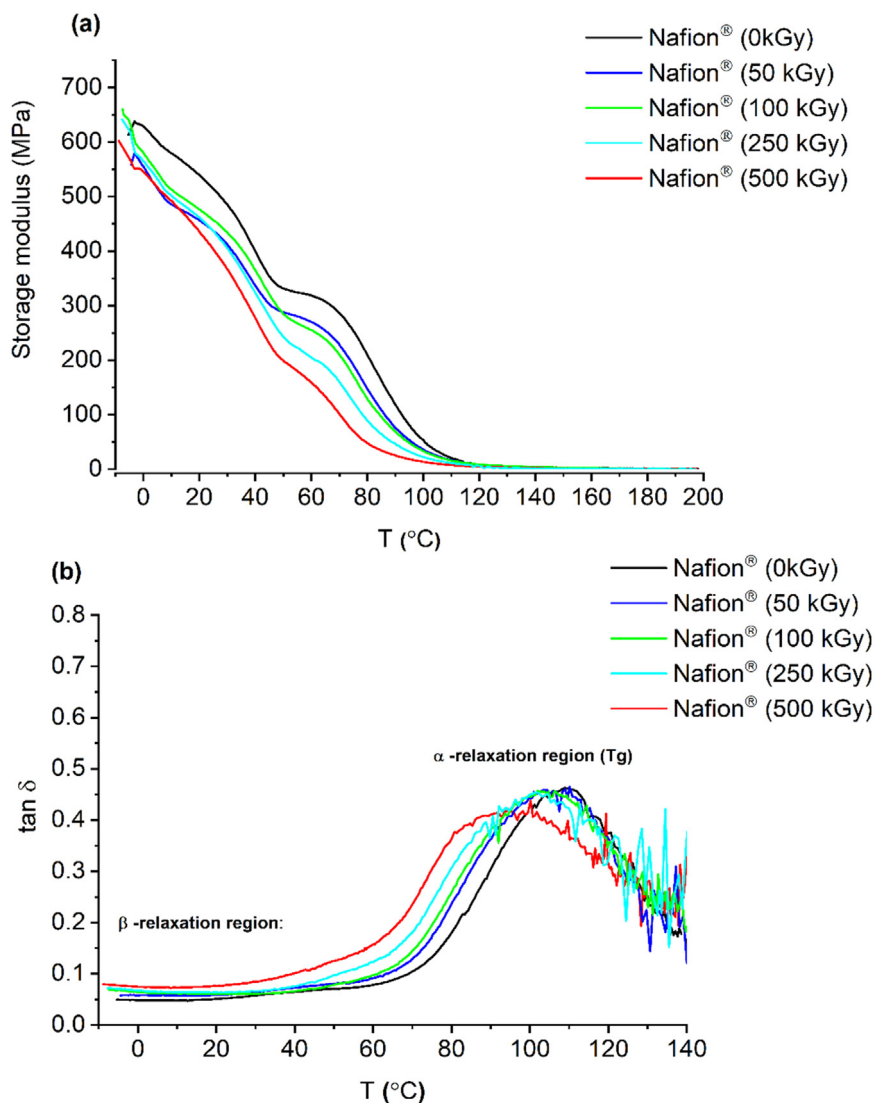 (a)
Nafion® (0kGy)
Nafion® (50 kGy)
Nafion® (100 kGy)
Nafion® (250 kGy)
Nafion® (500 kGy)
Storage modulus (MPa)
700
600
500
400
300
200
100
0
0 20 40 60 80 100 120 140 160 180 200
T (°C)
(b)
Nafion® (0kGy)
Nafion® (50 kGy)
Nafion® (100 kGy)
Nafion® (250 kGy)
Nafion® (500 kGy)
tan δ
0.8
0.7
0.6
0.5
0.4
0.3
0.2
0.1
0.0
α -relaxation region (Tg)
β -relaxation region:
0 20 40 60 80 100 120 140
T (°C)